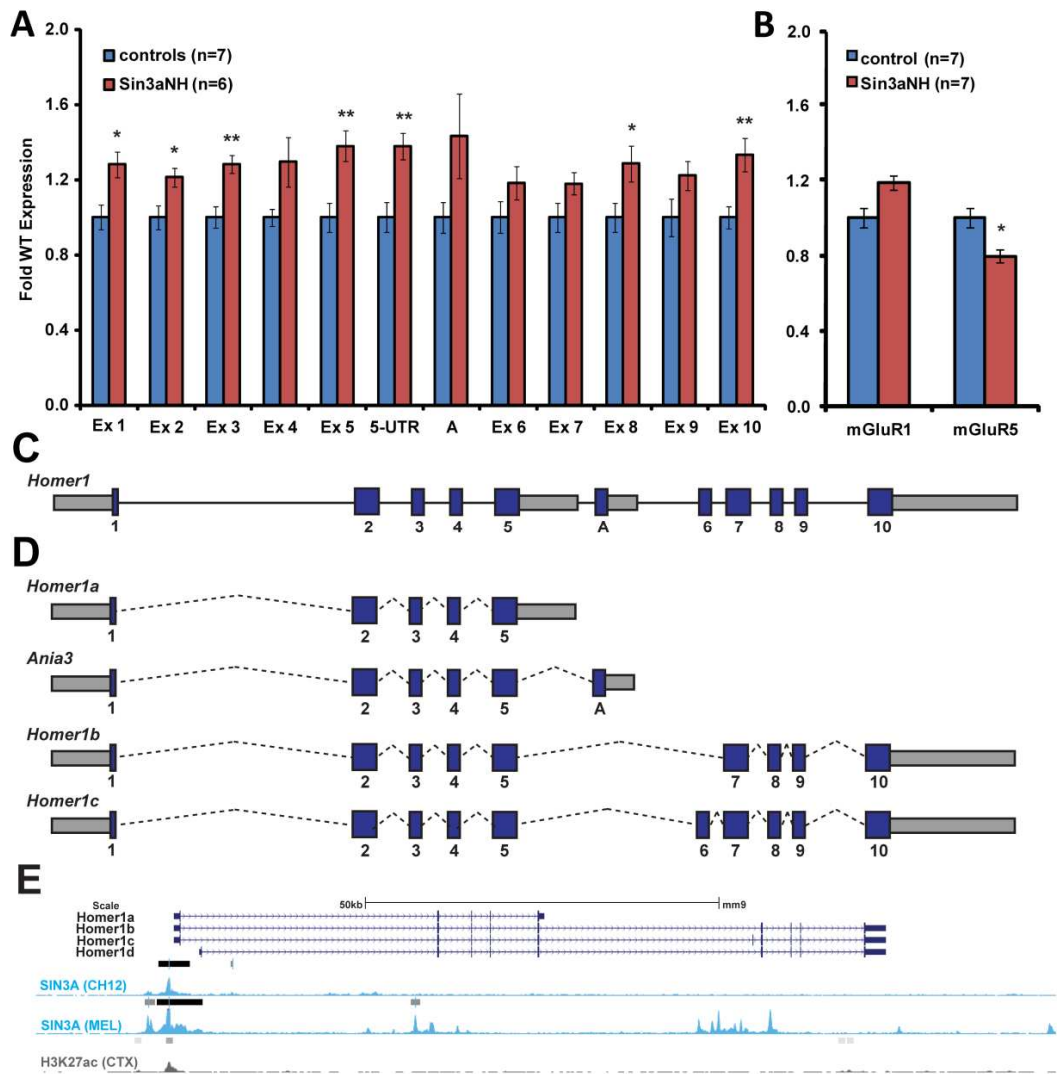 A
B
controls (n=7)
Sin3aNH (n=6)
control (n=7)
Sin3aNH (n=7)
Fold WT Expression
2.0
1.6
1.2
0.8
0.4
0.0
* * ** ** ** * **
Ex 1 Ex 2 Ex 3 Ex 4 Ex 5 5-UTR A Ex 6 Ex 7 Ex 8 Ex 9 Ex 10
2.0
1.6
1.2
0.8
0.4
0.0
*
mGluR1 mGluR5
C
Homer1
1 2 3 4 5 A 6 7 8 9 10
D
Homer1a
1 2 3 4 5
Ania3
1 2 3 4 5 A
Homer1b
1 2 3 4 5 7 8 9 10
Homer1c
1 2 3 4 5 6 7 8 9 10
E
Scale 50kb mm9
Homer1a
Homer1b
Homer1c
Homer1d
SIN3A (CH12)
SIN3A (MEL)
H3K27ac (CTX)